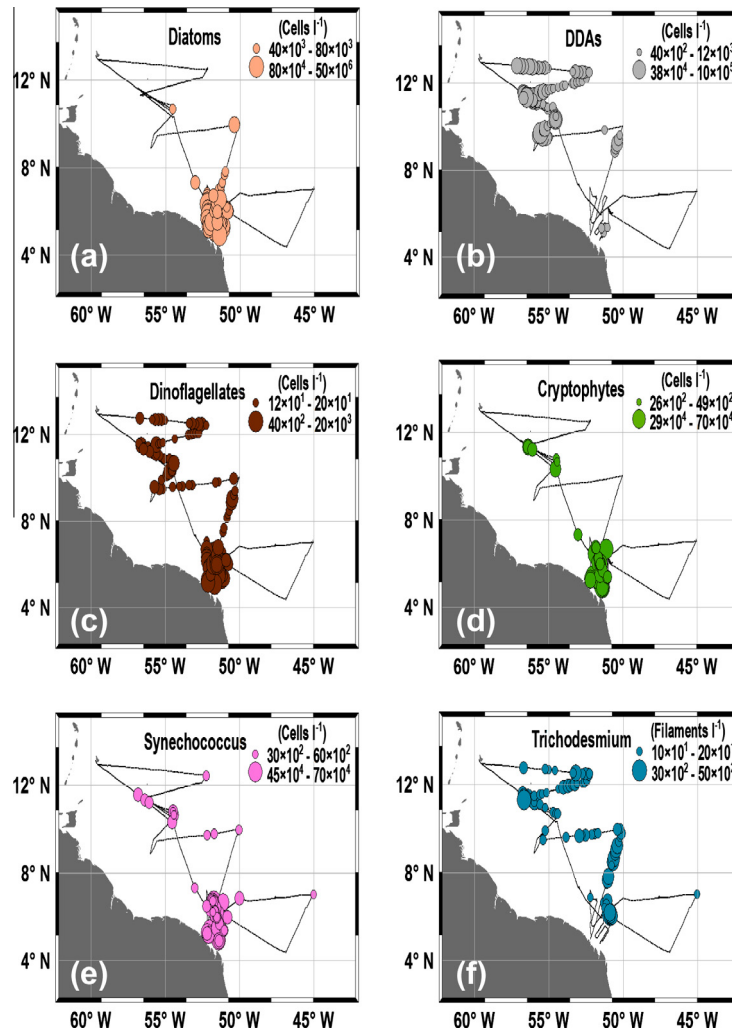 Diatoms
(Cells l⁻¹)
40×10³ - 80×10³
80×10⁴ - 50×10⁶
12° N
8° N
4° N
(a)
60° W 55° W 50° W 45° W
DDAs
(Cells l⁻¹)
40×10² - 12×10³
38×10⁴ - 10×10⁵
12° N
8° N
4° N
(b)
60° W 55° W 50° W 45° W
Dinoflagellates
(Cells l⁻¹)
12×10¹ - 20×10¹
40×10² - 20×10³
12° N
8° N
4° N
(c)
60° W 55° W 50° W 45° W
Cryptophytes
(Cells l⁻¹)
26×10² - 49×10²
29×10⁴ - 70×10⁴
12° N
8° N
4° N
(d)
60° W 55° W 50° W 45° W
Synechococcus
(Cells l⁻¹)
30×10² - 60×10²
45×10⁴ - 70×10⁴
12° N
8° N
4° N
(e)
60° W 55° W 50° W 45° W
Trichodesmium
(Filaments l⁻¹)
10×10¹ - 
30×10² - 
12° N
8° N
4° N
(f)
60° W 55° W 50° W 45° W